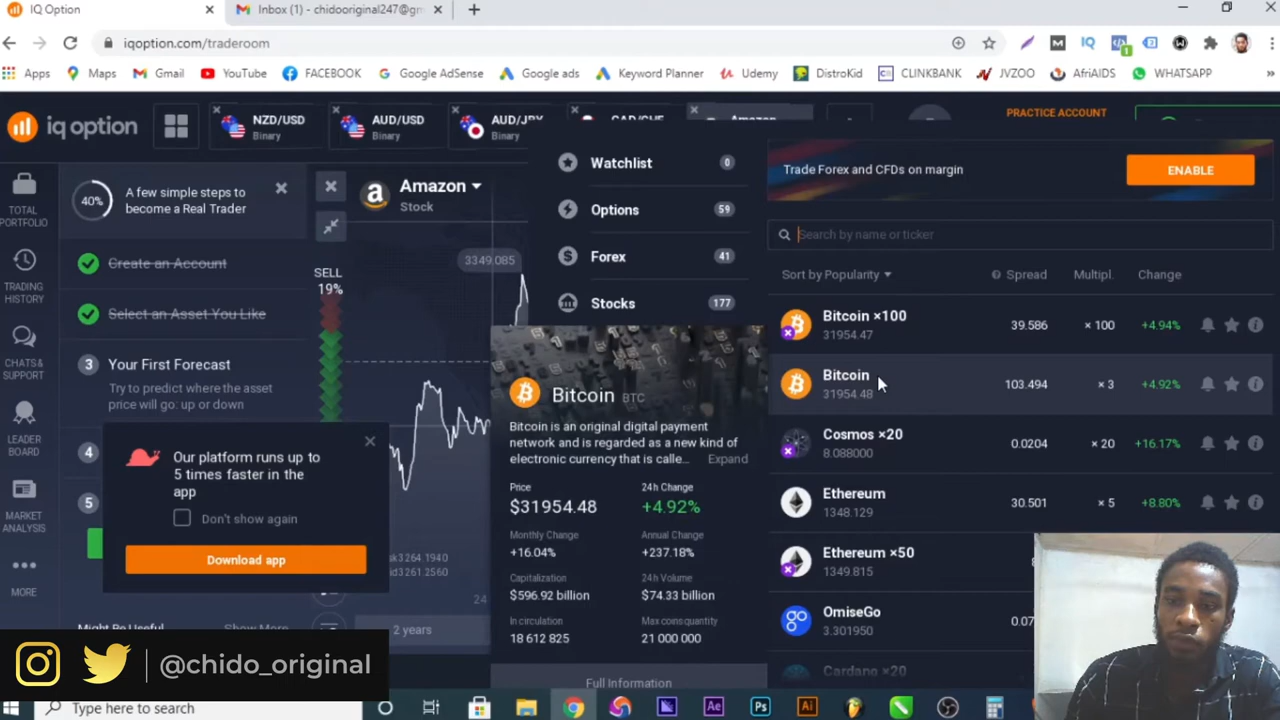 IQ Option
Inbox (1) - chidooriginal247@gm
iqoption.com/traderoom
Apps
Maps
Gmail
YouTube
FACEBOOK
Google AdSense
Google ads
Keyword Planner
Udemy
DistroKid
CLINKBANK
JVZOO
AfriAIDS
WHATSAPP
iq option
NZD/USD
Binary
AUD/USD
Binary
AUD/JPY
Binary
CAD/CHF
Amazon
PRACTICE ACCOUNT
TOTAL
PORTFOLIO
TRADING
HISTORY
CHATS &
SUPPORT
LEADER
BOARD
MARKET
ANALYSIS
MORE
40%
A few simple steps to
become a Real Trader
Create an Account
Select an Asset You Like
3 Your First Forecast
Try to predict where the asset
price will go: up or down
4
5
Our platform runs up to
5 times faster in the
app
Don't show again
Download app
Might Be Useful
Show More
Amazon
Stock
SELL
19%
3349.085
24
2 years
Watchlist 0
Options 59
Forex 41
Stocks 177
Bitcoin BTC
Bitcoin is an original digital payment
network and is regarded as a new kind of
electronic currency that is calle... Expand
Price 24h Change
$31954.48 +4.92%
Monthly Change Annual Change
+16.04% +237.18%
Capitalization 24h Volume
$596.92 billion $74.33 billion
In circulation Max coins quantity
18 612 825 21 000 000
Full Information
Trade Forex and CFDs on margin
ENABLE
Search by name or ticker
Sort by Popularity Spread Multipl. Change
Bitcoin ×100
31954.47
39.586 × 100 +4.94%
Bitcoin
31954.48
103.494 × 3 +4.92%
Cosmos ×20
8.088000
0.0204 × 20 +16.17%
Ethereum
1348.129
30.501 × 5 +8.80%
Ethereum ×50
1349.815
OmiseGo
3.301950
0.07
Cardano ×20
@chido_original
Type here to search